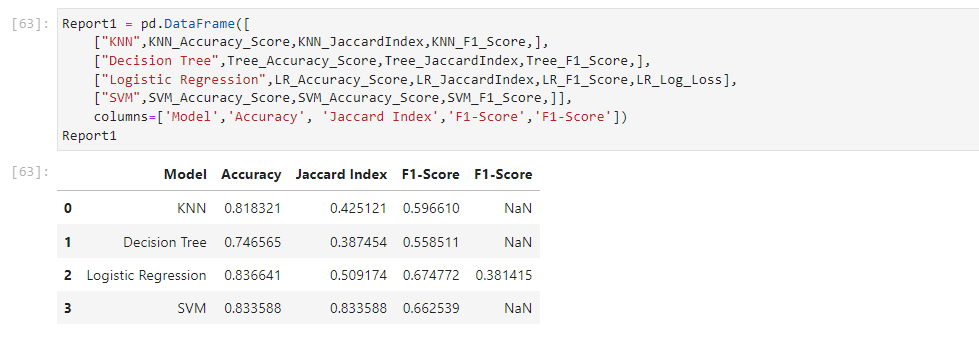 [63]: Report1 = pd.DataFrame([
["KNN",KNN_Accuracy_Score,KNN_JaccardIndex,KNN_F1_Score,],
["Decision Tree",Tree_Accuracy_Score,Tree_JaccardIndex,Tree_F1_Score,],
["Logistic Regression",LR_Accuracy_Score,LR_JaccardIndex,LR_F1_Score,LR_Log_Loss],
["SVM",SVM_Accuracy_Score,SVM_Accuracy_Score,SVM_F1_Score,]],
columns=['Model','Accuracy', 'Jaccard Index','F1-Score','F1-Score'])
Report1
[63]: Model Accuracy Jaccard Index F1-Score F1-Score
0 KNN 0.818321 0.425121 0.596610 NaN
1 Decision Tree 0.746565 0.387454 0.558511 NaN
2 Logistic Regression 0.836641 0.509174 0.674772 0.381415
3 SVM 0.833588 0.833588 0.662539 NaN